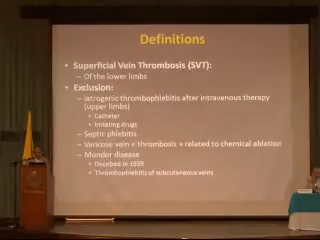 Definitions
• Superficial Vein Thrombosis (SVT):
– Of the lower limbs
• Exclusion:
– Iatrogenic thrombophlebitis after intravenous therapy
(upper limbs)
• Catheter
• Irritating drugs
– Septic phlebitis
– Varicose vein « thrombosis » related to chemical ablation
– Mondor disease
• Discribed in 1939
• Thrombophlebitis of subcutaneous veins